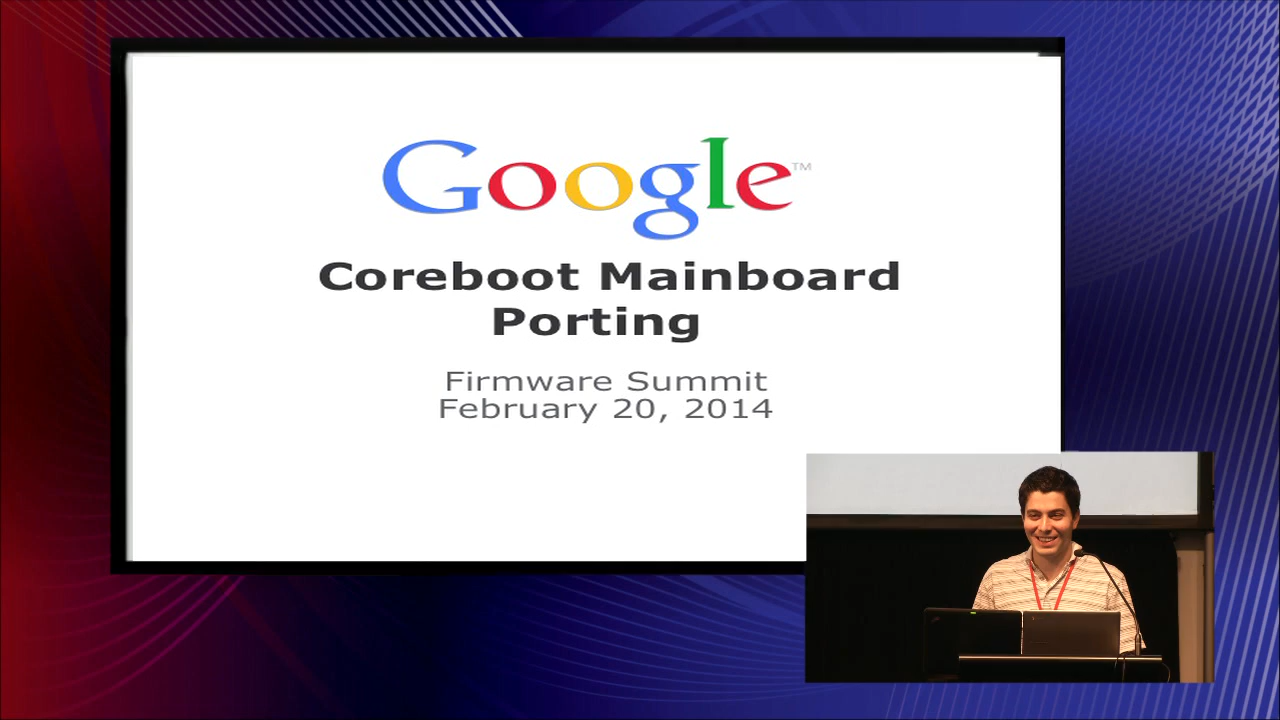 Google™
Coreboot Mainboard
Porting
Firmware Summit
February 20, 2014